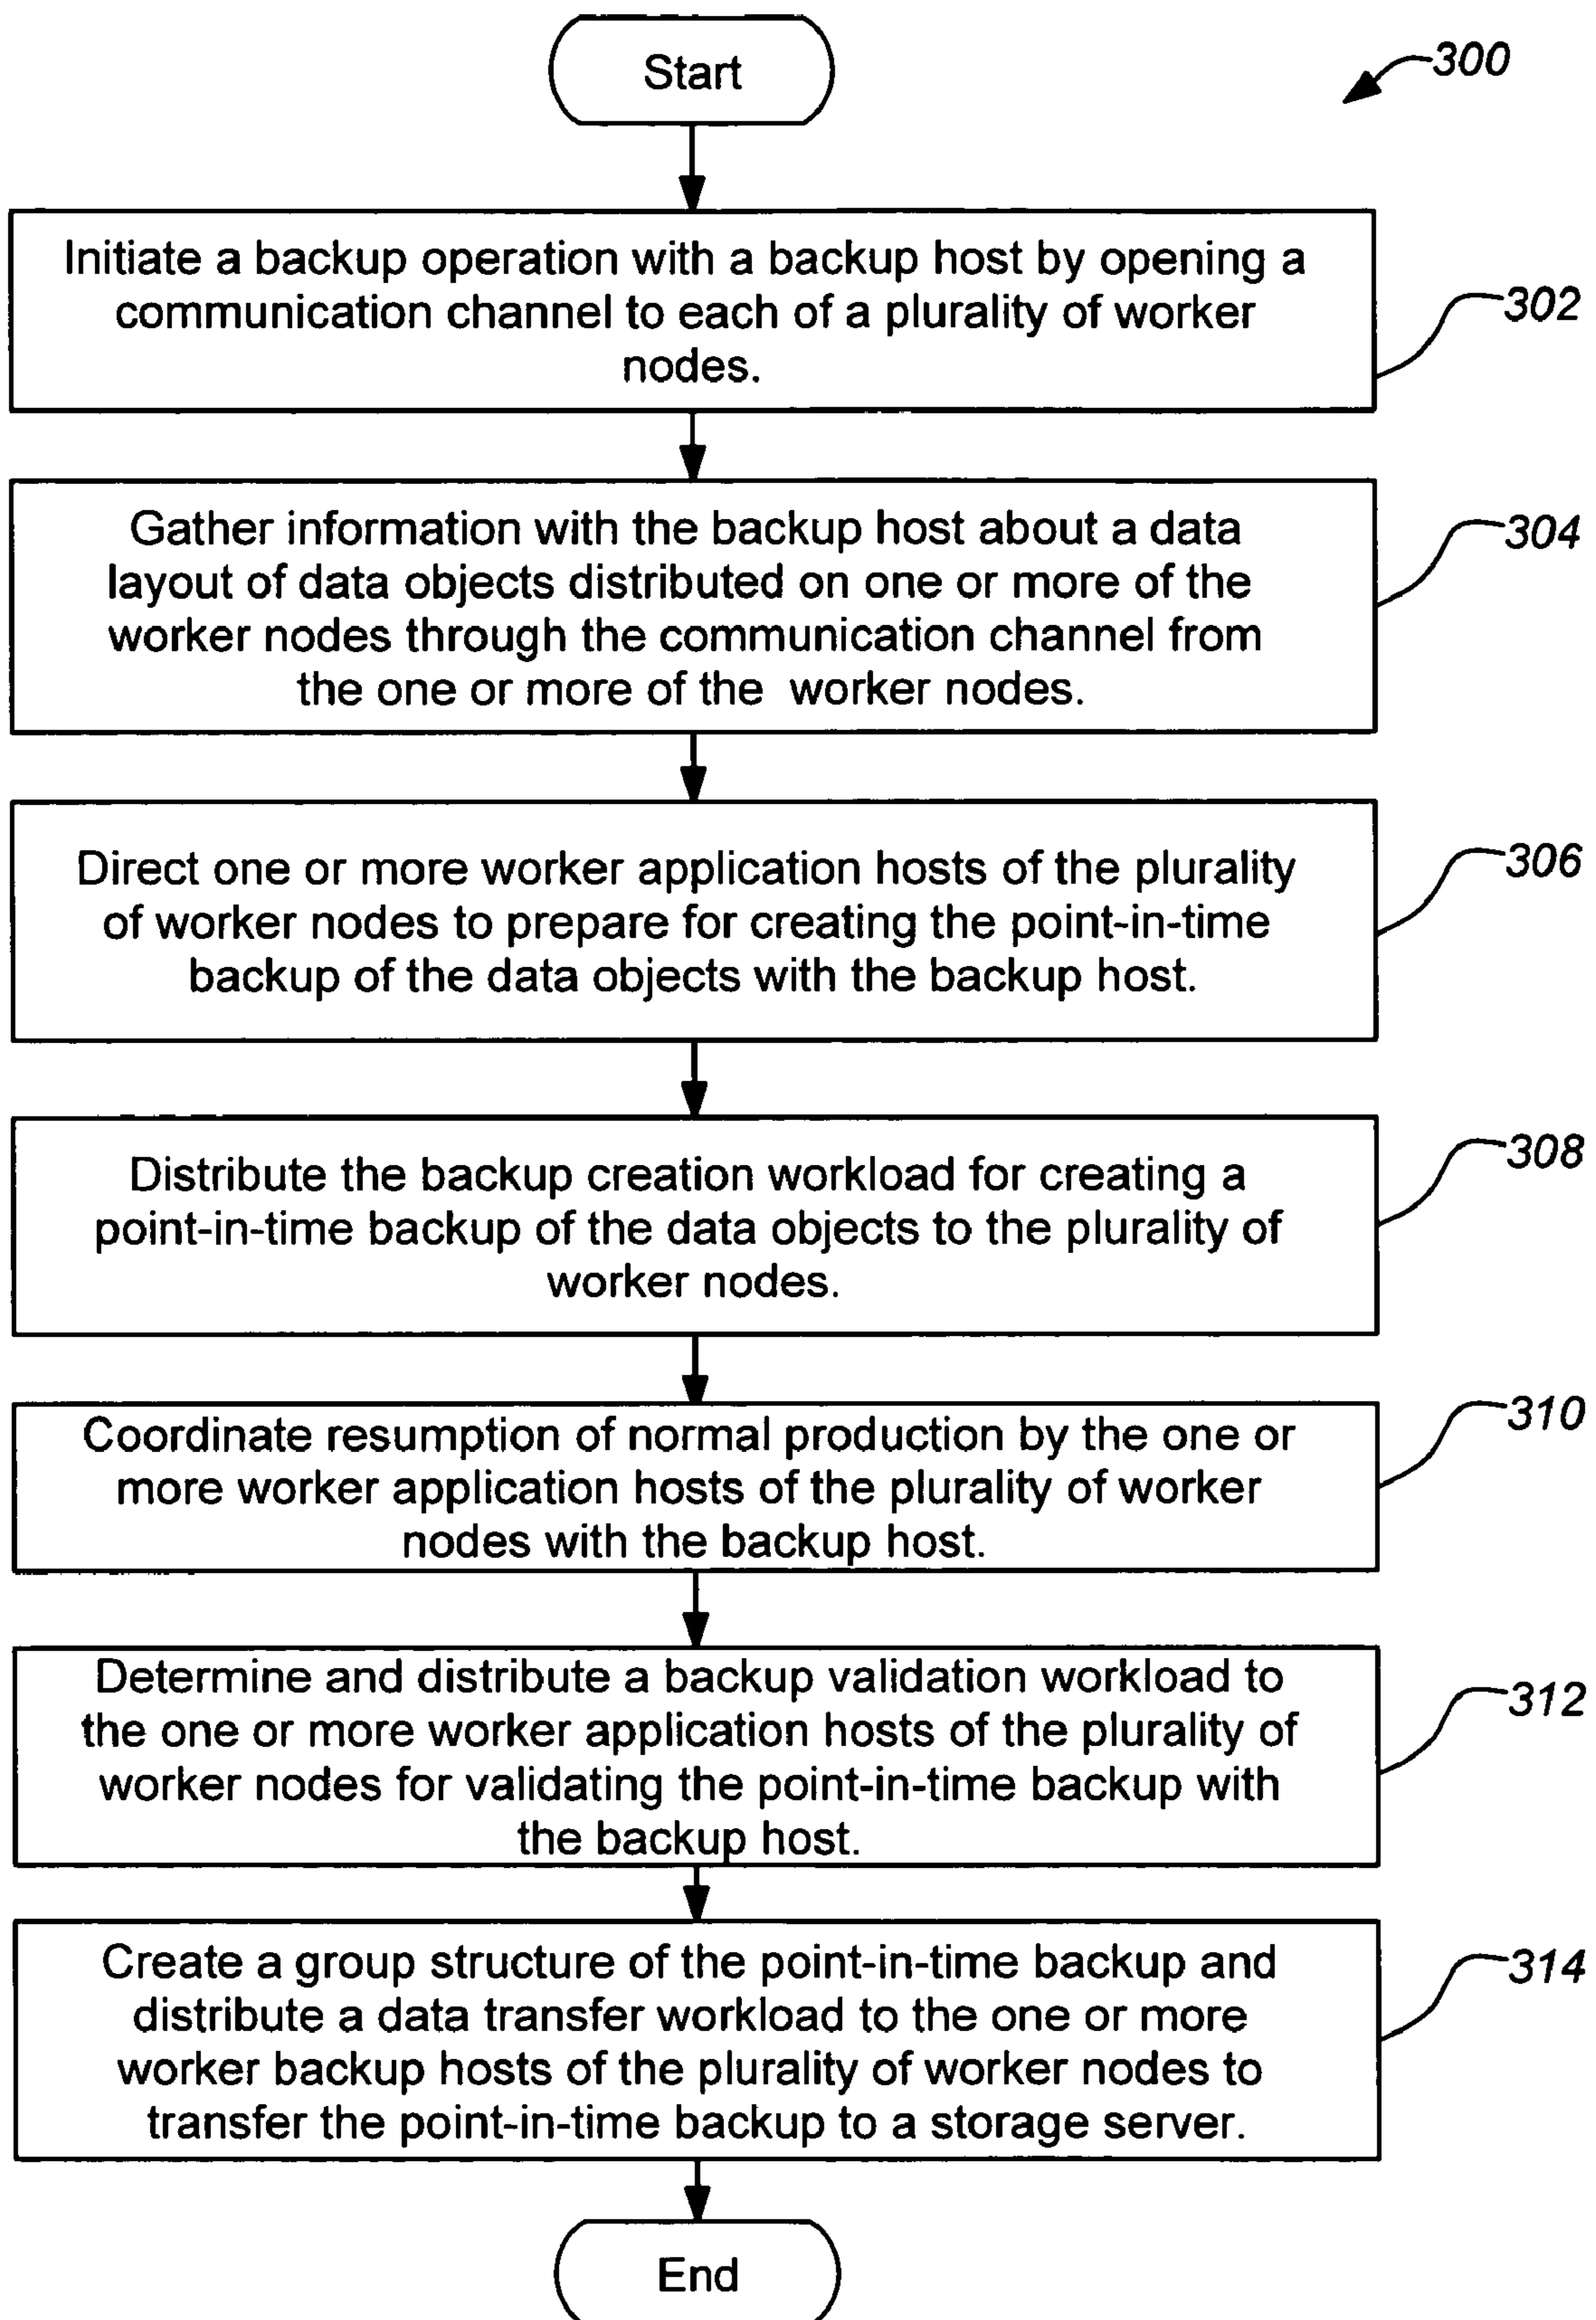 Start
300
Initiate a backup operation with a backup host by opening a
communication channel to each of a plurality of worker
nodes.
302
Gather information with the backup host about a data
layout of data objects distributed on one or more of the
worker nodes through the communication channel from
the one or more of the worker nodes.
304
Direct one or more worker application hosts of the plurality
of worker nodes to prepare for creating the point-in-time
backup of the data objects with the backup host.
306
Distribute the backup creation workload for creating a
point-in-time backup of the data objects to the plurality of
worker nodes.
308
Coordinate resumption of normal production by the one or
more worker application hosts of the plurality of worker
nodes with the backup host.
310
Determine and distribute a backup validation workload to
the one or more worker application hosts of the plurality of
worker nodes for validating the point-in-time backup with
the backup host.
312
Create a group structure of the point-in-time backup and
distribute a data transfer workload to the one or more
worker backup hosts of the plurality of worker nodes to
transfer the point-in-time backup to a storage server.
314
End